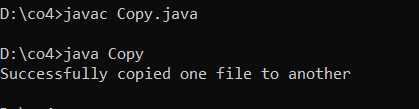 D:\co4>javac Copy.java
D:\co4>java Copy
Successfully copied one file to another